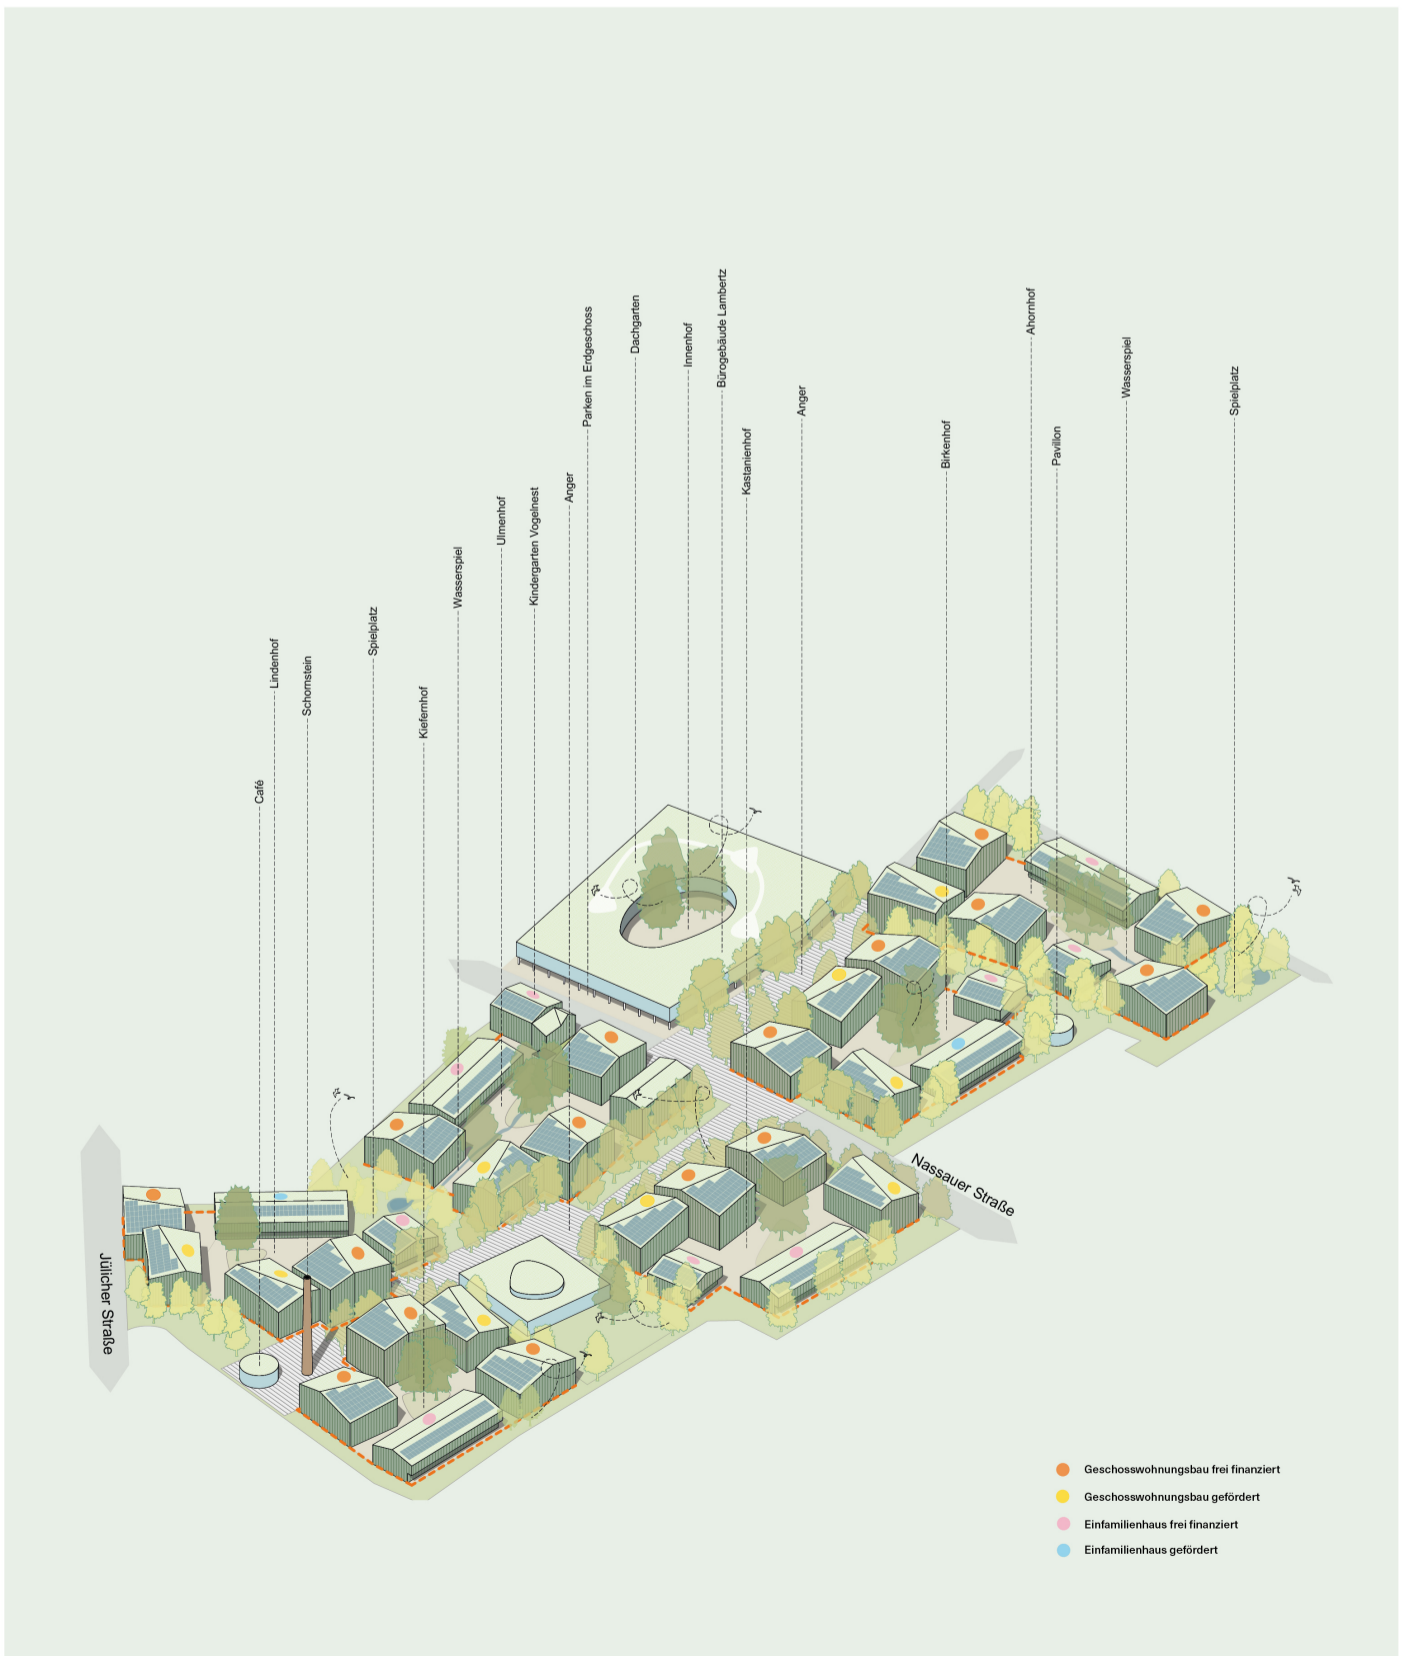 Café
Lindenhof
Schornstein
Spielplatz
Kiefernhof
Wasserspiel
Ulmenhof
Kindergarten Vogelnest
Anger
Parken im Erdgeschoss
Dachgarten
Innenhof
Bürogebäude Lambertz
Kastanienhof
Anger
Birkenhof
Ahornhof
Pavillon
Wasserspiel
Spielplatz
Nassauer Straße
Jülicher Straße
Geschosswohnungsbau frei finanziert
Geschosswohnungsbau gefördert
Einfamilienhaus frei finanziert
Einfamilienhaus gefördert